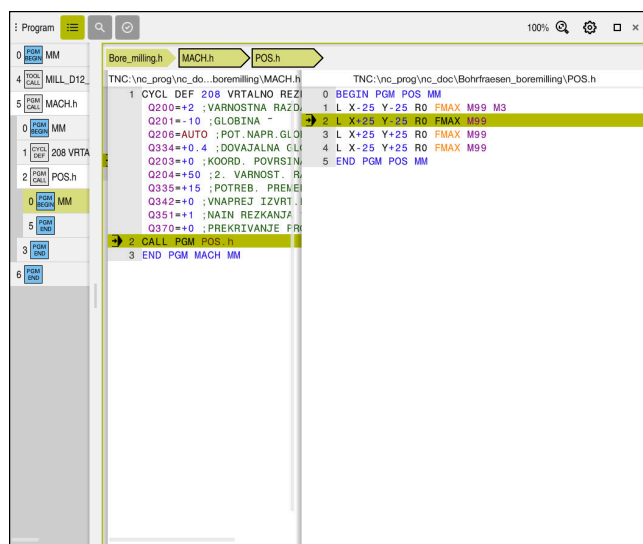 Program
100%
0 PGM BEGIN MM
4 TOOL CALL MILL_D12_
5 PGM CALL MACH.h
0 PGM BEGIN MM
1 CYCL DEF 208 VRTA
2 PGM CALL POS.h
0 PGM BEGIN MM
5 PGM END
3 PGM END
6 PGM END
Bore_milling.h MACH.h POS.h
TNC:\nc_prog\nc_do...boremilling\MACH.h
1 CYCL DEF 208 VRTALNO REZ
Q200=+2 ;VARNOSTNA RAZDA
Q201=-10 ;GLOBINA ~
Q206=AUTO ;POT.NAPR.GLO
Q334=+0.4 ;DOVAJALNA GLO
Q203=+0 ;KOORD. POVRSINA
Q204=+50 ;2. VARNOST. RA
Q335=+15 ;POTREB. PREME
Q342=+0 ;VNAPREJ IZVRT.
Q351=+1 ;NAIN REZKANJA
Q370=+0 ;PREKRIVANJE PRO
2 CALL PGM POS.h
3 END PGM MACH MM
TNC:\nc_prog\nc_doc\Bohrfraesen_boremilling\POS.h
0 BEGIN PGM POS MM
1 L X-25 Y-25 R0 FMAX M99 M3
2 L X+25 Y-25 R0 FMAX M99
3 L X+25 Y+25 R0 FMAX M99
4 L X-25 Y+25 R0 FMAX M99
5 END PGM POS MM